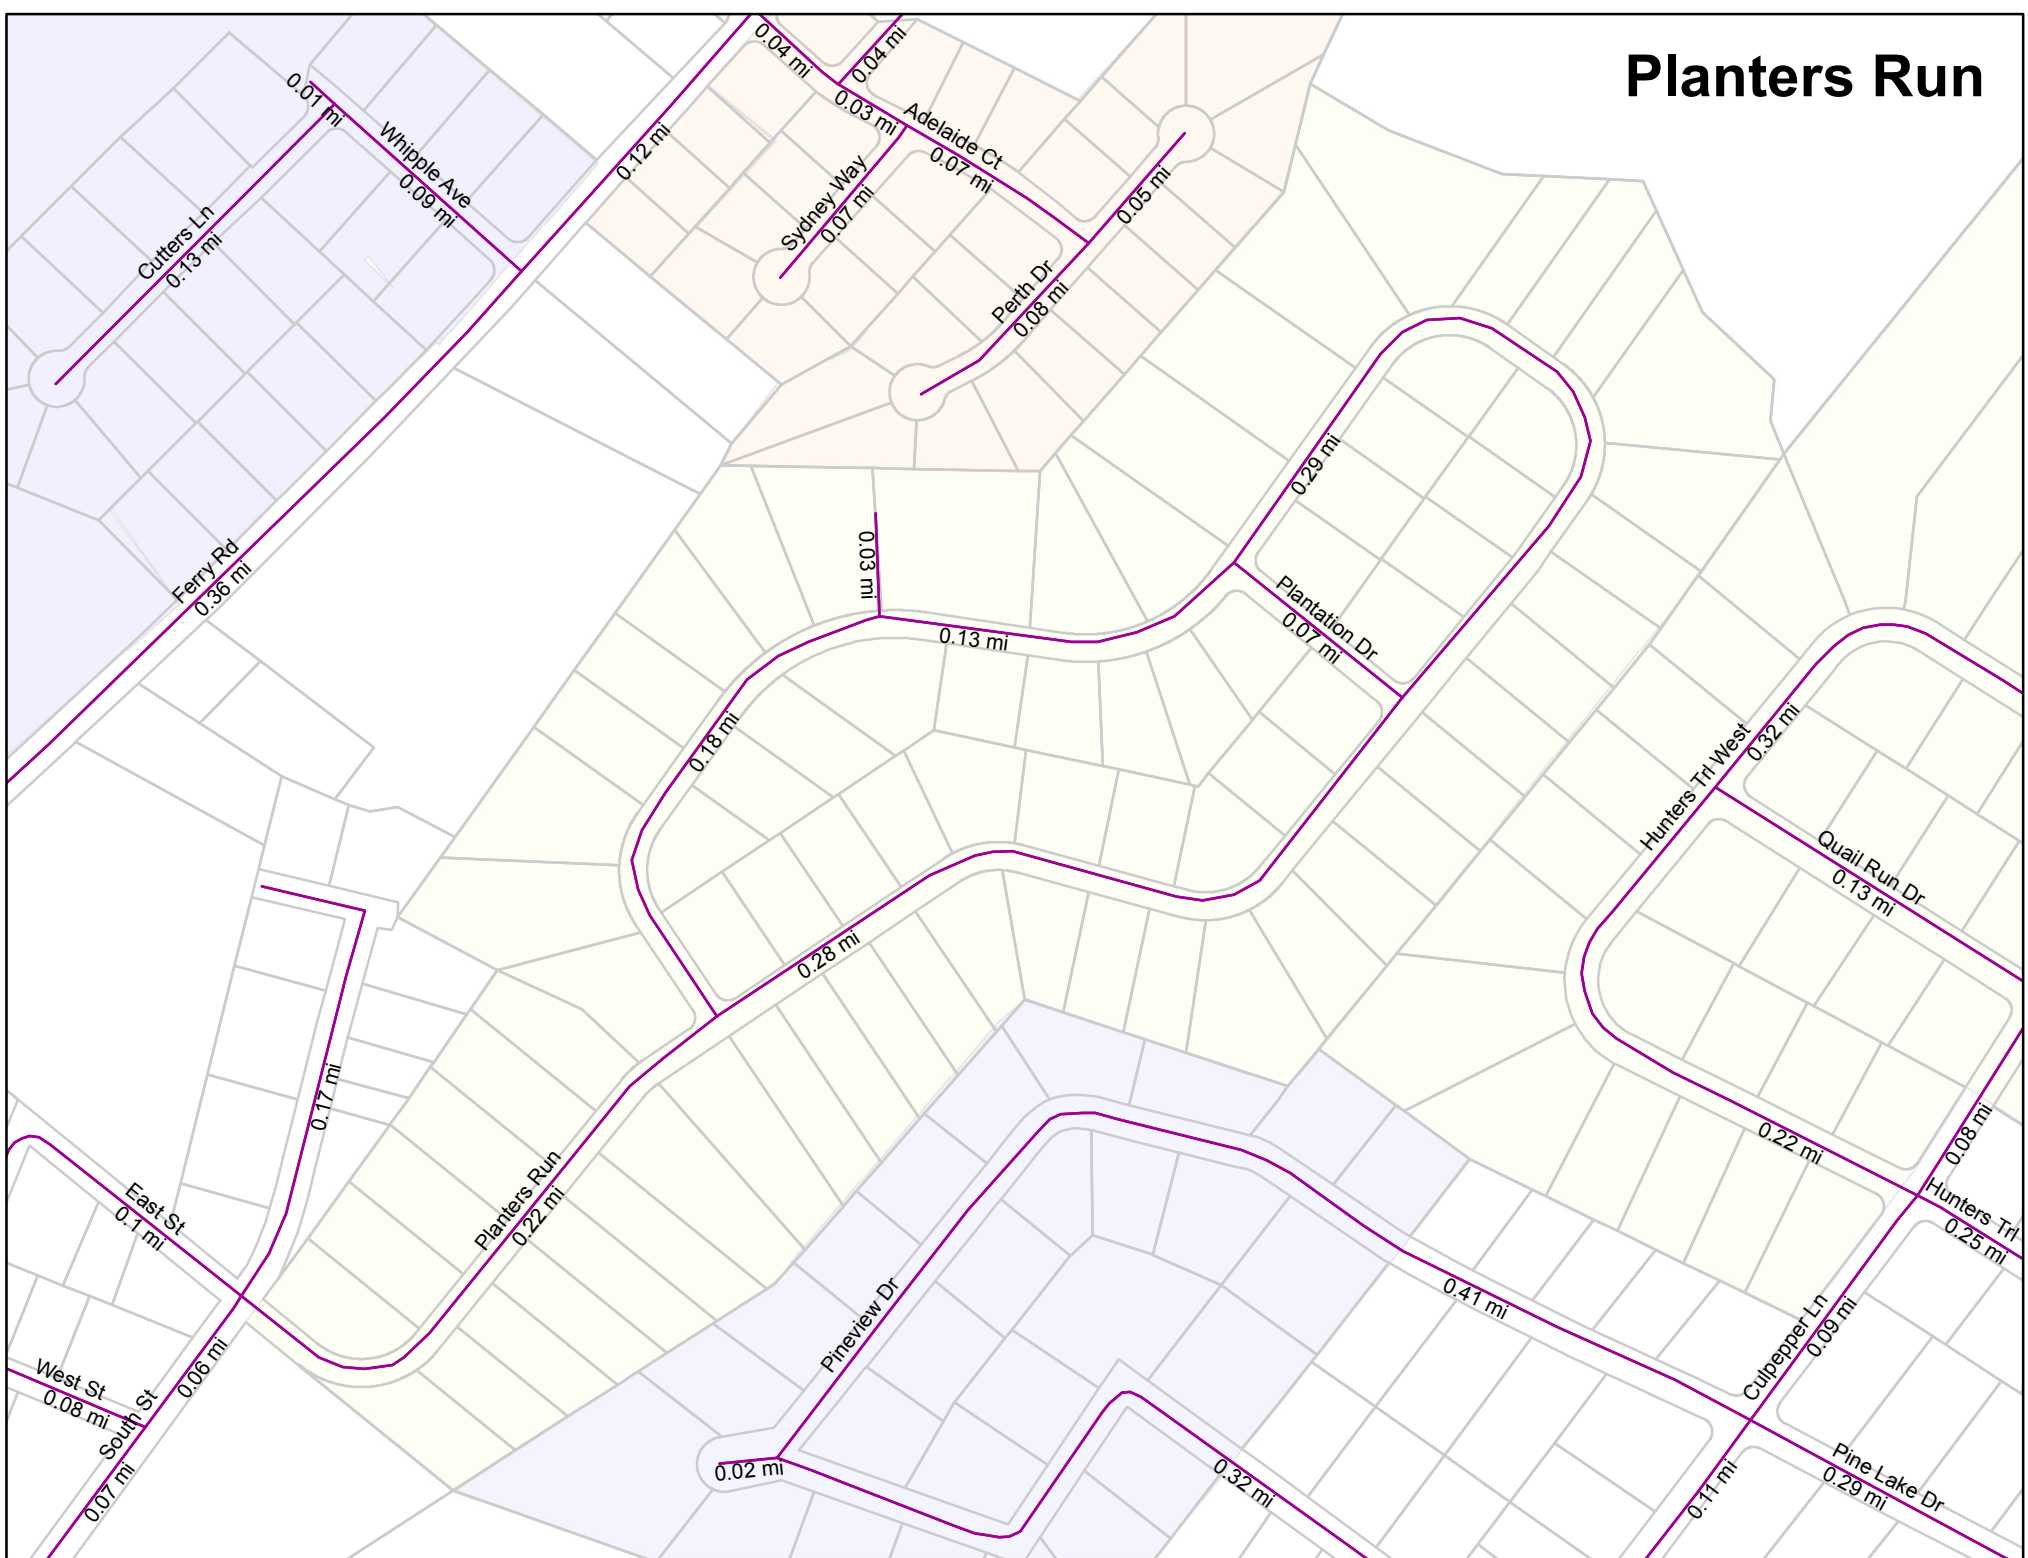 Planters Run
0.04 mi
0.04 mi
0.01 mi
Whipple Ave
0.09 mi
0.12 mi
0.03 mi
Adelaide Ct
0.07 mi
Sydney Way
0.07 mi
0.05 mi
Cutters Ln
0.13 mi
Perth Dr
0.08 mi
0.29 mi
Ferry Rd
0.36 mi
0.03 mi
0.13 mi
Plantation Dr
0.07 mi
0.18 mi
Hunters Trl West
0.32 mi
Quail Run Dr
0.13 mi
0.28 mi
0.17 mi
0.22 mi
0.08 mi
East St
0.1 mi
Planters Run
0.22 mi
Hunters Trl
0.25 mi
Pineview Dr
0.41 mi
Culpepper Ln
0.09 mi
West St
0.08 mi
South St
0.06 mi
0.07 mi
0.02 mi
0.32 mi
0.11 mi
Pine Lake Dr
0.29 mi